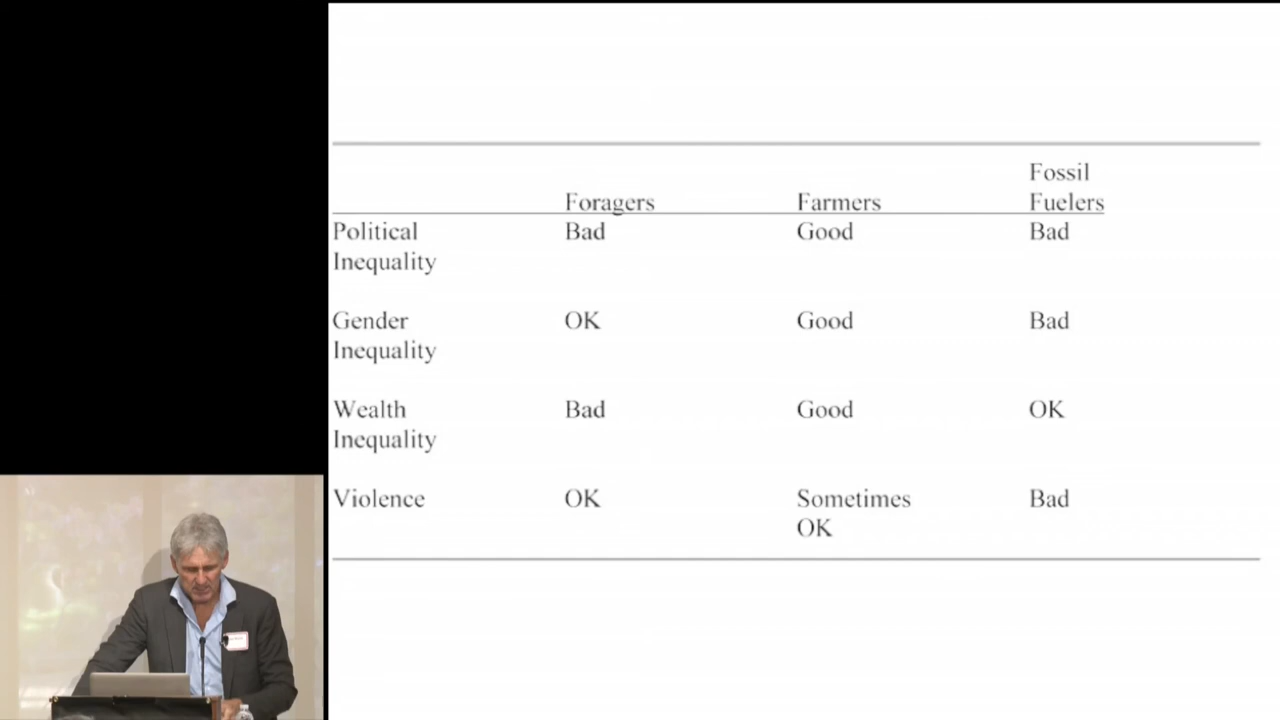 Fossil
Foragers Farmers Fuelers
Political Bad Good Bad
Inequality
Gender OK Good Bad
Inequality
Wealth Bad Good OK
Inequality
Violence OK Sometimes Bad
OK